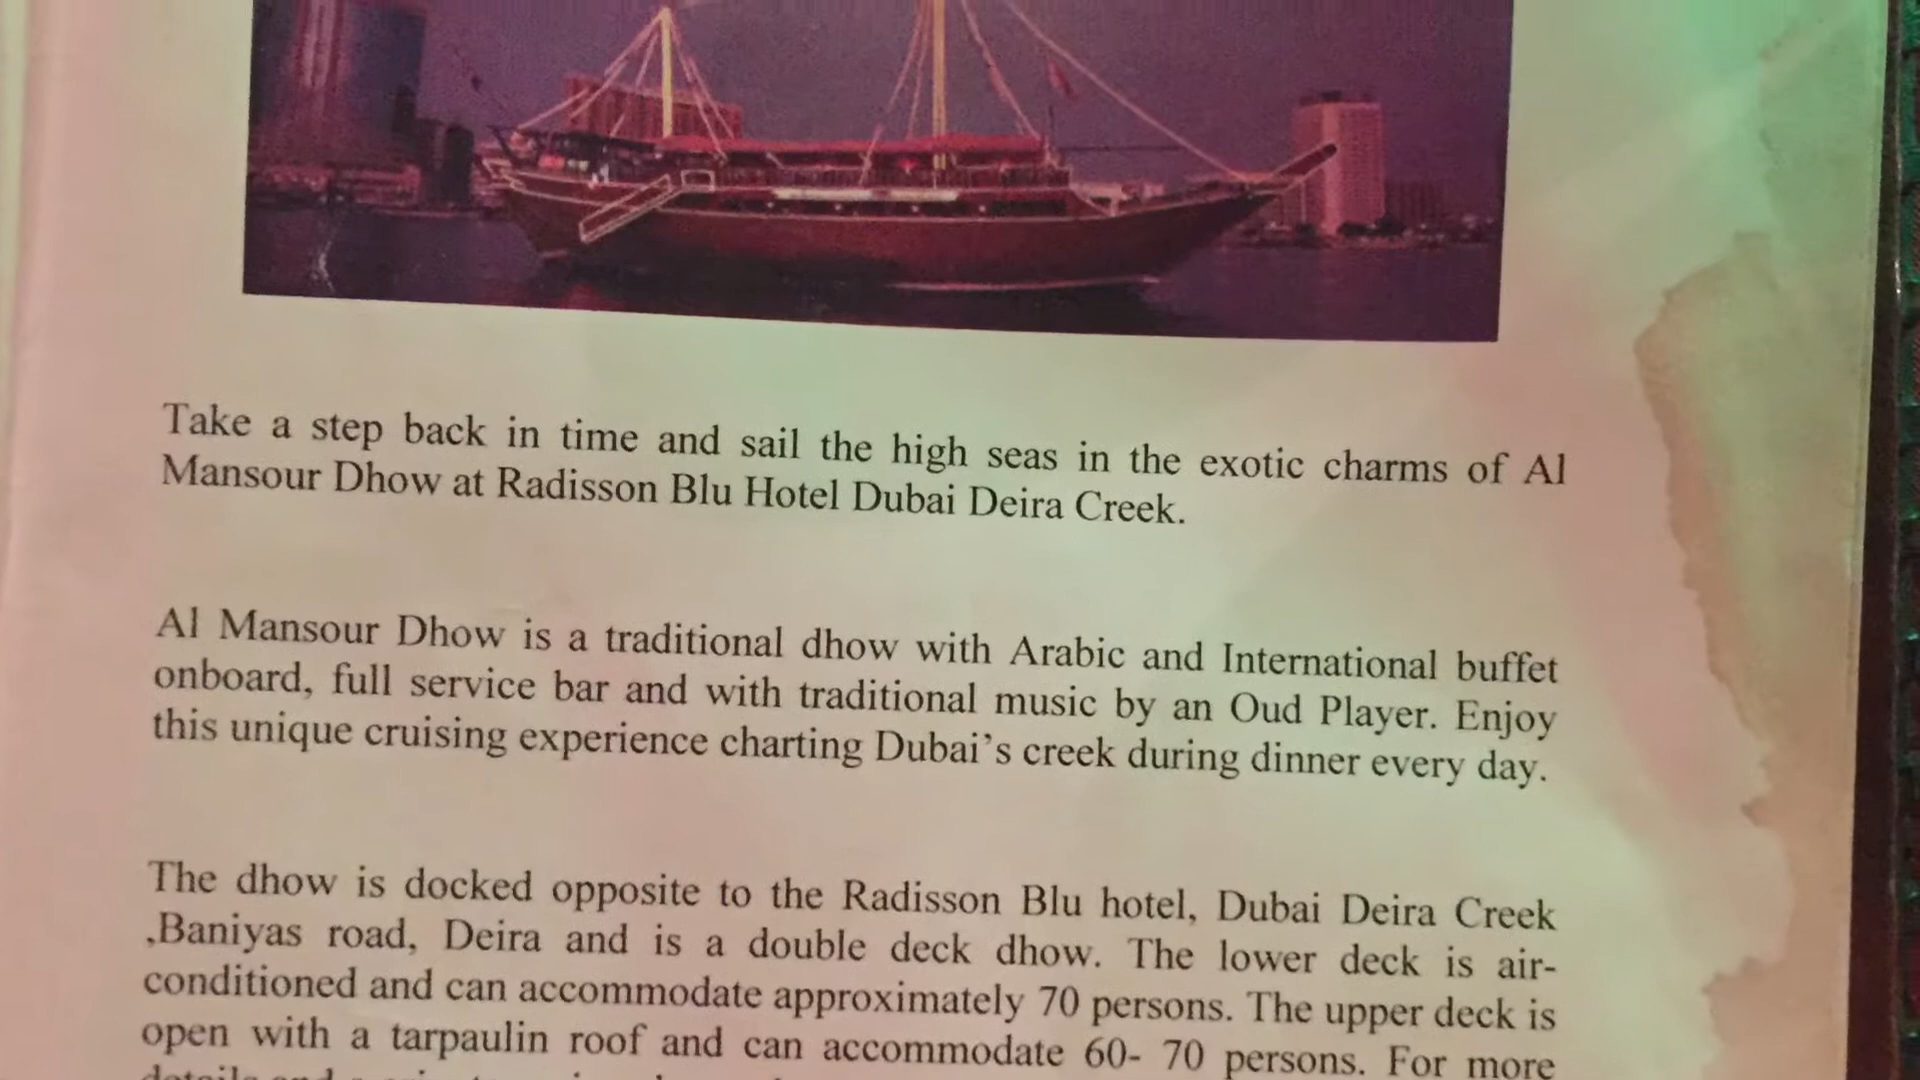 Take a step back in time and sail the high seas in the exotic charms of Al
Mansour Dhow at Radisson Blu Hotel Dubai Deira Creek.
Al Mansour Dhow is a traditional dhow with Arabic and International buffet
onboard, full service bar and with traditional music by an Oud Player. Enjoy
this unique cruising experience charting Dubai's creek during dinner every day.
The dhow is docked opposite to the Radisson Blu hotel, Dubai Deira Creek
,Baniyas road, Deira and is a double deck dhow. The lower deck is air-
conditioned and can accommodate approximately 70 persons. The upper deck is
open with a tarpaulin roof and can accommodate 60- 70 persons. For more